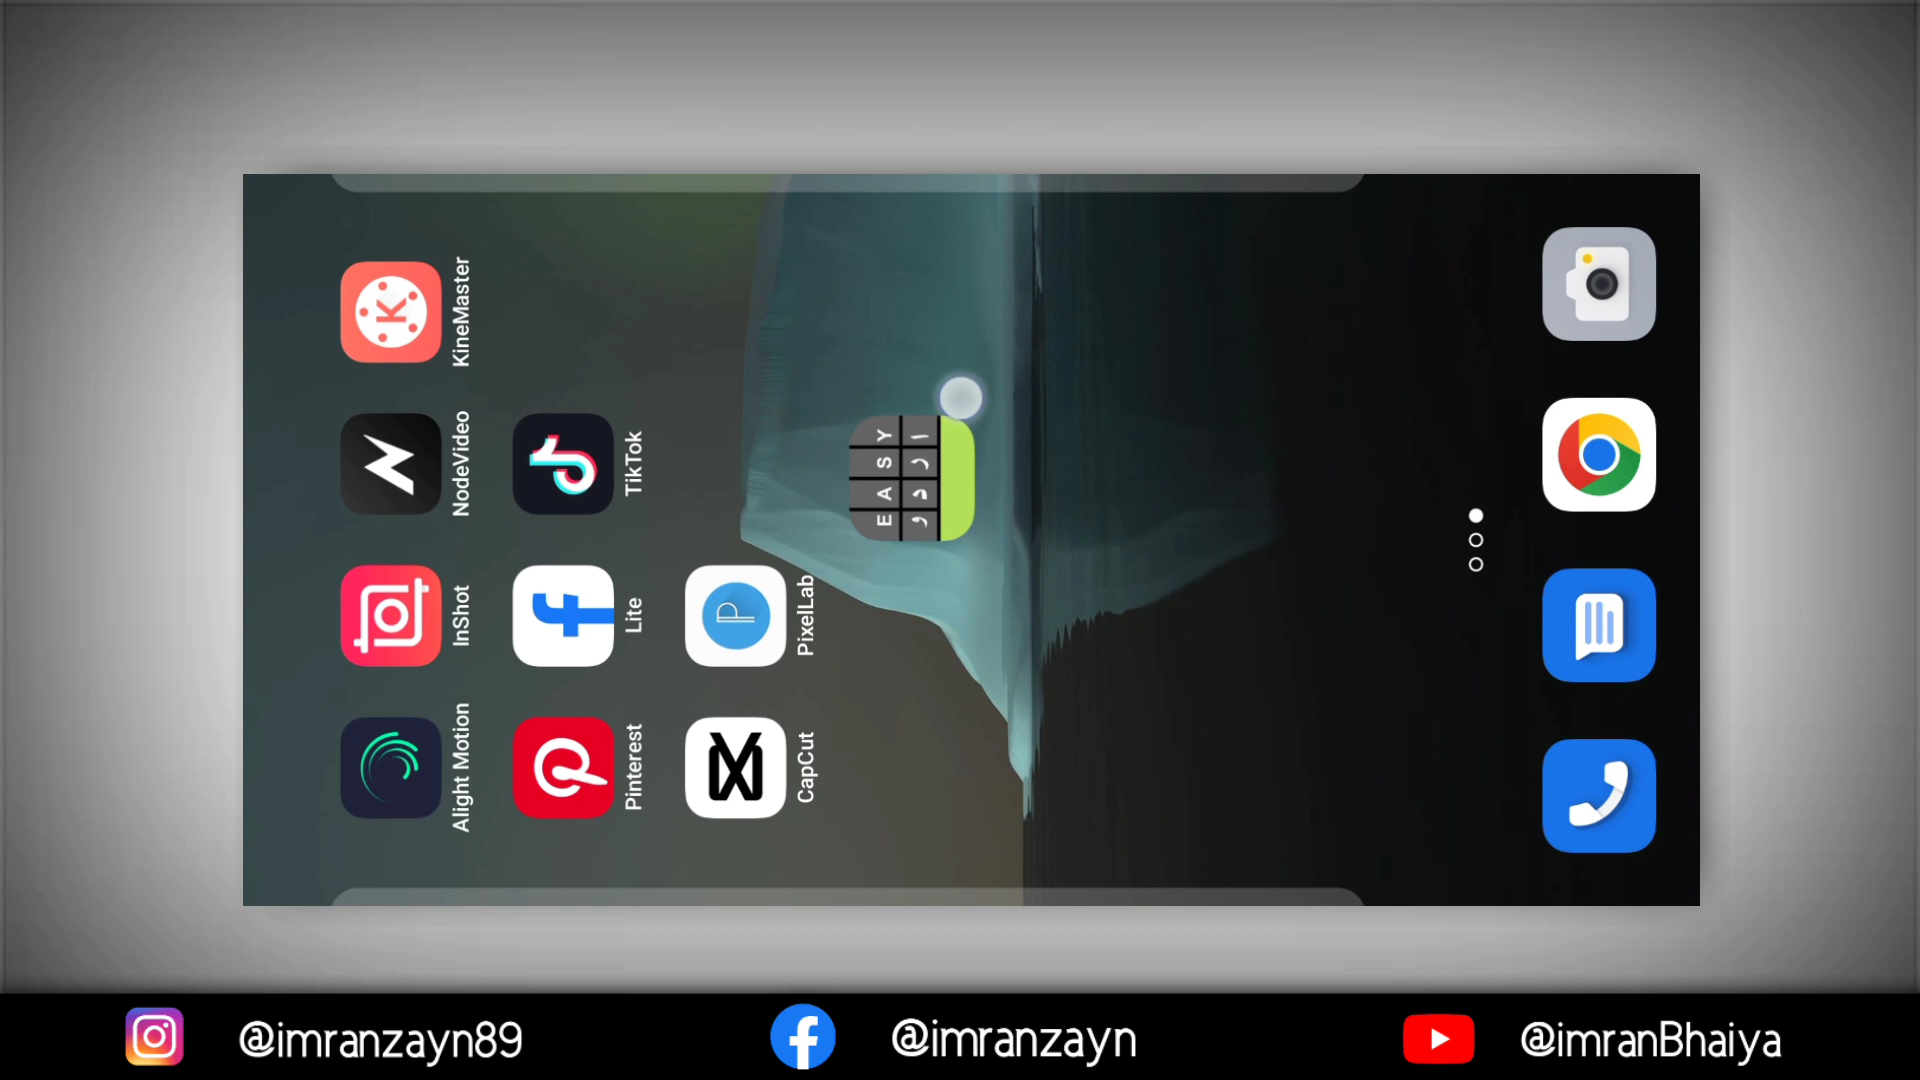 Alight Motion
InShot
NodeVideo
KineMaster
Pinterest
Lite
TikTok
CapCut
PixelLab
E A S Y
ا ر د و
@imranzayn89
@imranzayn
@imranBhaiya